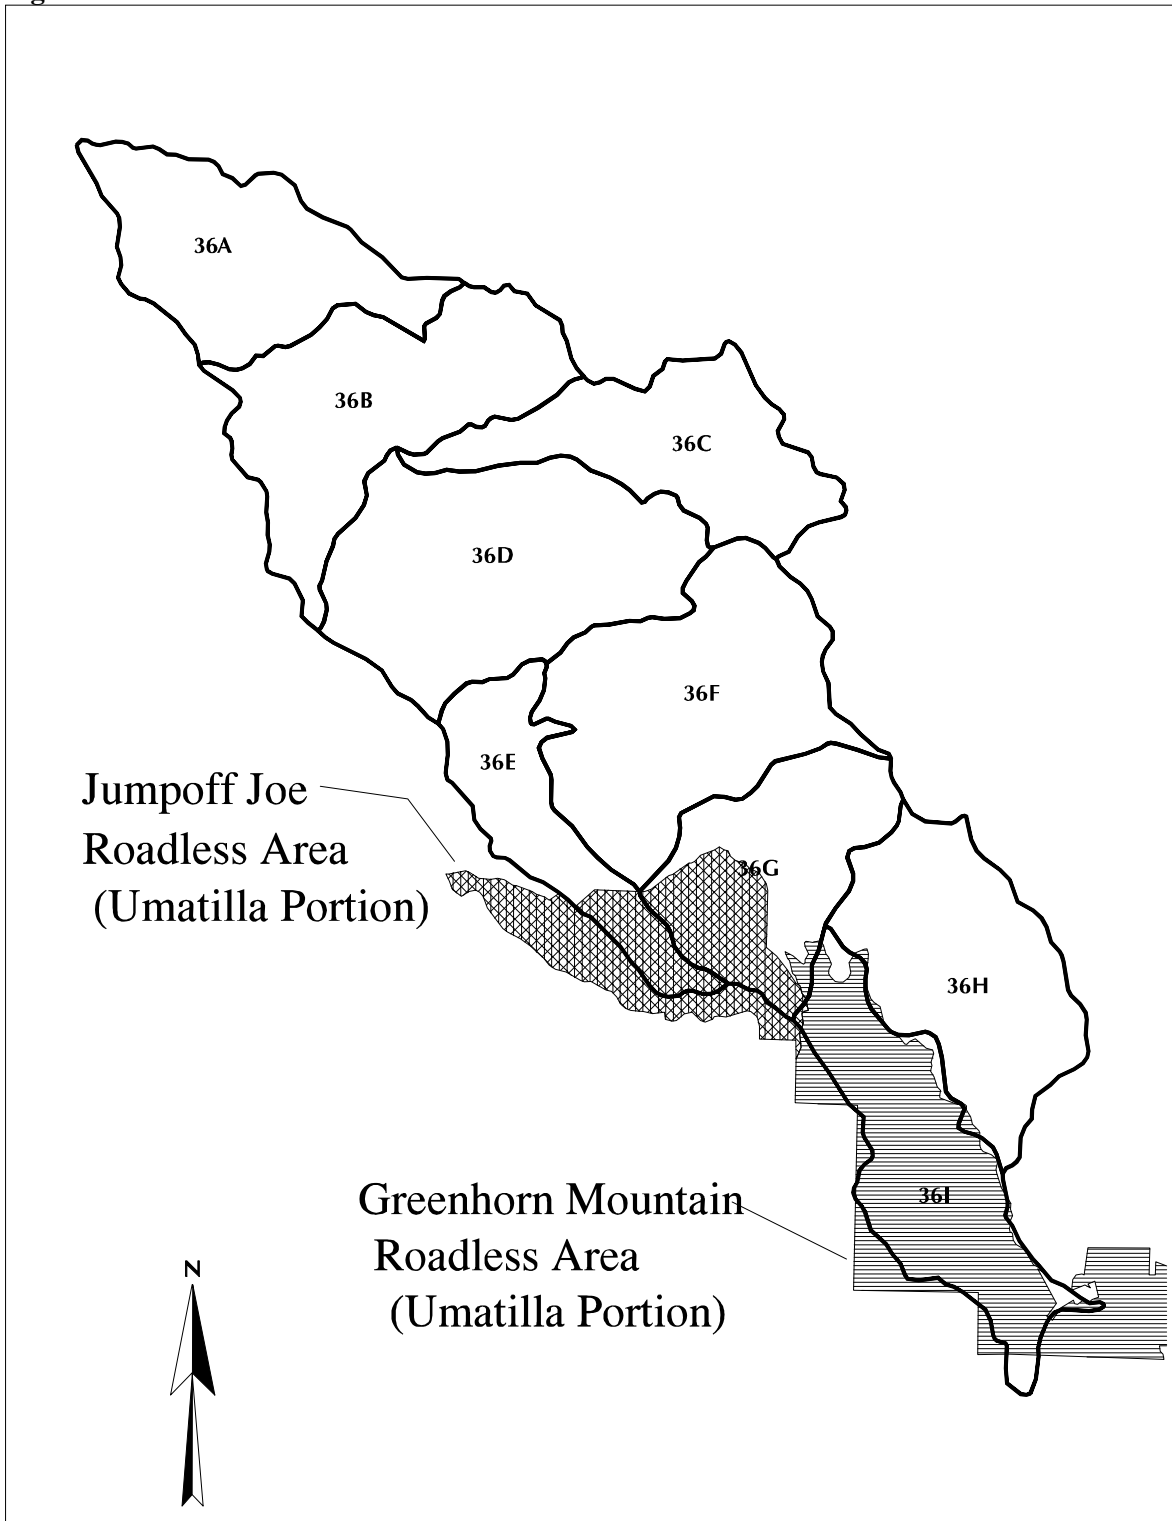 36A
36B
36C
36D
36F
36E
Jumpoff Joe
Roadless Area
(Umatilla Portion)
36G
36H
36I
Greenhorn Mountain
Roadless Area
(Umatilla Portion)
N